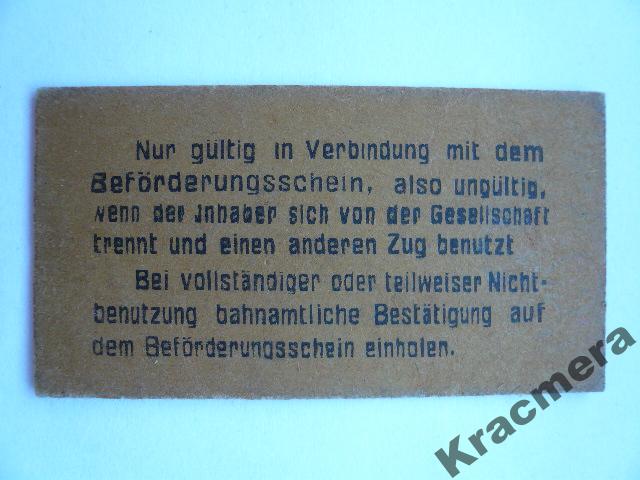 Nur gültig in Verbindung mit dem
Beförderungsschein, also ungültig,
wenn der Jnhaber sich von der Gesellschaft
trennt und einen anderen Zug benutzt
Bei vollständiger oder teilweiser Nicht-
benutzung bahnamtliche Bestätigung auf
dem Beförderungsschein einholen.
Kracmera